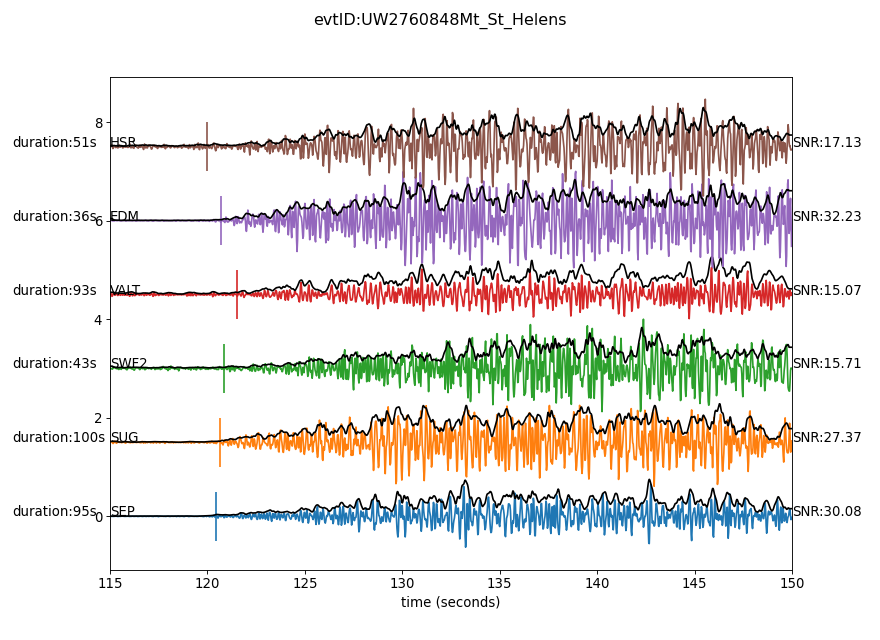 evtID:UW2760848Mt_St_Helens
8
duration:51s HSR SNR:17.13
duration:36s EDM SNR:32.23
6
duration:93s VALT SNR:15.07
4
duration:43s SWF2 SNR:15.71
2
duration:100s SUG SNR:27.37
duration:95s SEP SNR:30.08
0
115 120 125 130 135 140 145 150
time (seconds)